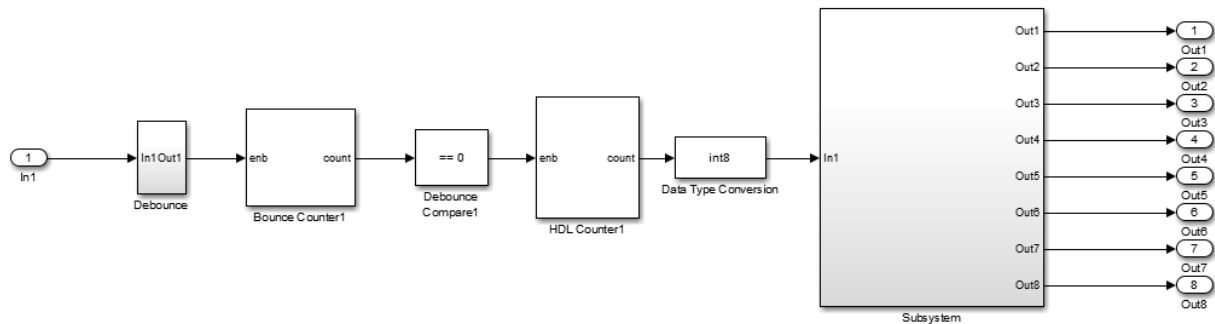 1
In1
In1 Out1
Debounce
enb
count
Bounce Counter1
== 0
Debounce
Compare1
enb
count
HDL Counter1
int8
Data Type Conversion
In1
Out1
Out2
Out3
Out4
Out5
Out6
Out7
Out8
Subsystem
1
Out1
2
Out2
3
Out3
4
Out4
5
Out5
6
Out6
7
Out7
8
Out8